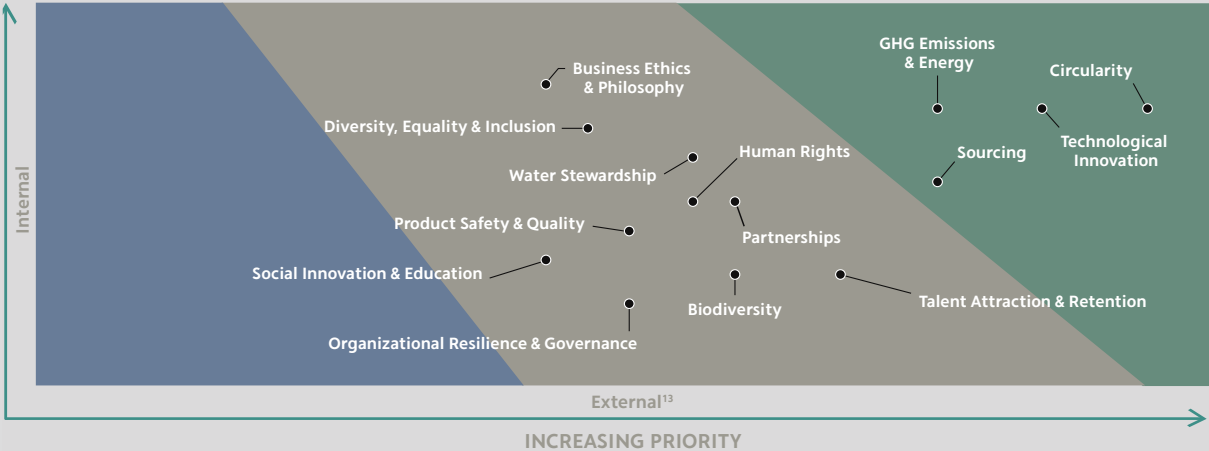 GHG Emissions
& Energy
Circularity
Business Ethics
& Philosophy
Diversity, Equality & Inclusion
Technological
Innovation
Human Rights
Sourcing
Water Stewardship
Product Safety & Quality
Partnerships
Social Innovation & Education
Talent Attraction & Retention
Biodiversity
Organizational Resilience & Governance
Internal
External¹³
INCREASING PRIORITY